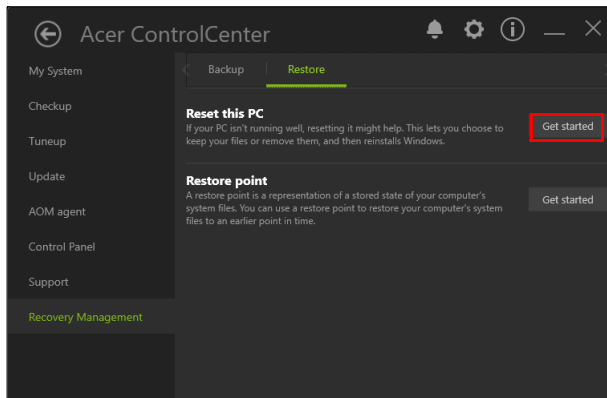 Acer ControlCenter
My System
Checkup
Tuneup
Update
AOM agent
Control Panel
Support
Recovery Management
Backup
Restore
Reset this PC
If your PC isn't running well, resetting it might help. This lets you choose to
keep your files or remove them, and then reinstalls Windows.
Get started
Restore point
A restore point is a representation of a stored state of your computer's
system files. You can use a restore point to restore your computer's system
files to an earlier point in time.
Get started